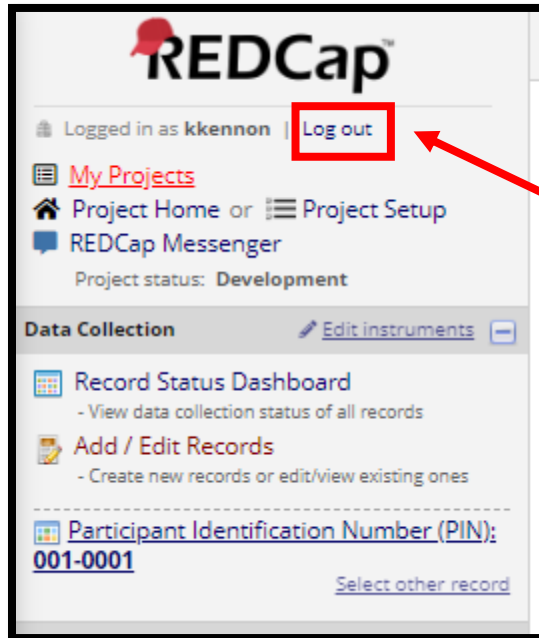 REDCap™
Logged in as kkennon | Log out
My Projects
Project Home or Project Setup
REDCap Messenger
Project status: Development
Data Collection Edit instruments
Record Status Dashboard
- View data collection status of all records
Add / Edit Records
- Create new records or edit/view existing ones
Participant Identification Number (PIN):
001-0001
Select other record